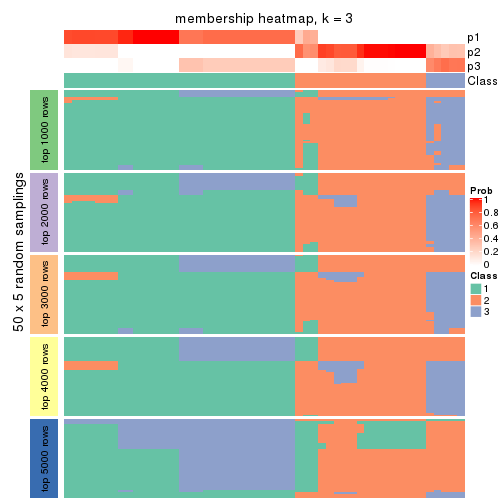 membership heatmap, k = 3
p1
p2
p3
Class
50 x 5 random samplings
top 1000 rows
top 2000 rows
top 3000 rows
top 4000 rows
top 5000 rows
Prob
1
0.8
0.6
0.4
0.2
0
Class
1
2
3